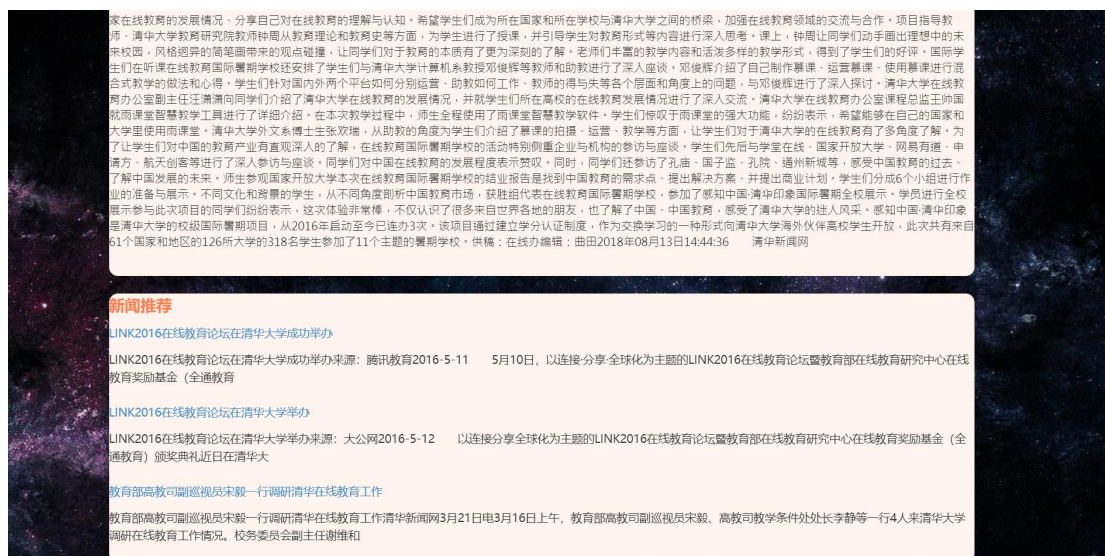 家在线教育的发展情况、分享自己对在线教育的理解与认知。希望学生们成为所在国家和所在学校与清华大学之间的桥梁，加强在线教育领域的交流与合作。项目指导教
师、清华大学教育研究院教师钟周从教育理论和教育史等方面，为学生进行了授课，并引导学生对教育形式等内容进行了深入思考。课上，钟周让同学们动手画出理想中的未
来校园，风格迥异的简笔画带来的观点碰撞，让同学们对于教育的本质有了更为深刻的了解。老师们丰富的教学内容和活泼多样的教学形式，得到了学生们的好评。国际学
生们在听课在线教育国际暑期学校还安排了学生们与清华大学计算机系教授邓俊辉等教师和助教进行了深入座谈。邓俊辉介绍了自己制作慕课、运营慕课、使用慕课进行混
合式教学的做法和心得。学生们针对国内外两个平台如何分别运营、助教如何工作、教师的得与失等各个层面和角度上的问题，与邓俊辉进行了深入探讨。清华大学在线教
育办公室副主任汪潇潇向同学们介绍了清华大学在线教育的发展情况，并就学生们所在高校的在线教育发展情况进行了深入交流。清华大学在线教育办公室课程总监王帅国
就雨课堂智慧教学工具进行了详细介绍。在本次教学过程中，师生全程使用了雨课堂智慧教学软件。学生们惊叹于雨课堂的强大功能，纷纷表示，希望能够在自己的国家和
大学里使用雨课堂。清华大学外文系博士生张欢瑞，从助教的角度为学生们介绍了慕课的拍摄、运营、教学等方面，让学生们对于清华大学的在线教育有了多角度了解。为
了让学生们对中国的教育产业有直观深入的了解，在线教育国际暑期学校的活动特别侧重企业与机构的参访与座谈。学生们先后与学堂在线、国家开放大学、网易有道、申
请方、航天创客等进行了深入参访与座谈。同学们对中国在线教育的发展程度表示赞叹。同时，同学们还参访了孔庙、国子监、孔院、通州新城等，感受中国教育的过去、
了解中国发展的未来。师生参观国家开放大学本次在线教育国际暑期学校的结业报告是找到中国教育的需求点、提出解决方案、并提出商业计划。学生们分成6个小组进行作
业的准备与展示。不同文化和背景的学生，从不同角度剖析中国教育市场，获胜组代表在线教育国际暑期学校，参加了感知中国·清华印象国际暑期全校展示。学员进行全校
展示参与此次项目的同学们纷纷表示，这次体验非常棒，不仅认识了很多来自世界各地的朋友，也了解了中国、中国教育，感受了清华大学的迷人风采。感知中国·清华印象
是清华大学的校级国际暑期项目，从2016年启动至今已连办3次。该项目通过建立学分认证制度，作为交换学习的一种形式向清华大学海外伙伴高校学生开放，此次共有来自
61个国家和地区的126所大学的318名学生参加了11个主题的暑期学校。供稿：在线办编辑：曲田2018年08月13日14:44:36　　清华新闻网
新闻推荐
LINK2016在线教育论坛在清华大学成功举办
LINK2016在线教育论坛在清华大学成功举办来源：腾讯教育2016-5-11　　5月10日，以连接·分享·全球化为主题的LINK2016在线教育论坛暨教育部在线教育研究中心在线
教育奖励基金（全通教育
LINK2016在线教育论坛在清华大学举办
LINK2016在线教育论坛在清华大学举办来源：大公网2016-5-12　　以连接分享全球化为主题的LINK2016在线教育论坛暨教育部在线教育研究中心在线教育奖励基金（全
通教育）颁奖典礼近日在清华大
教育部高教司副巡视员宋毅一行调研清华在线教育工作
教育部高教司副巡视员宋毅一行调研清华在线教育工作清华新闻网3月21日电3月16日上午，教育部高教司副巡视员宋毅、高教司教学条件处处长李静等一行4人来清华大学
调研在线教育工作情况。校务委员会副主任谢维和